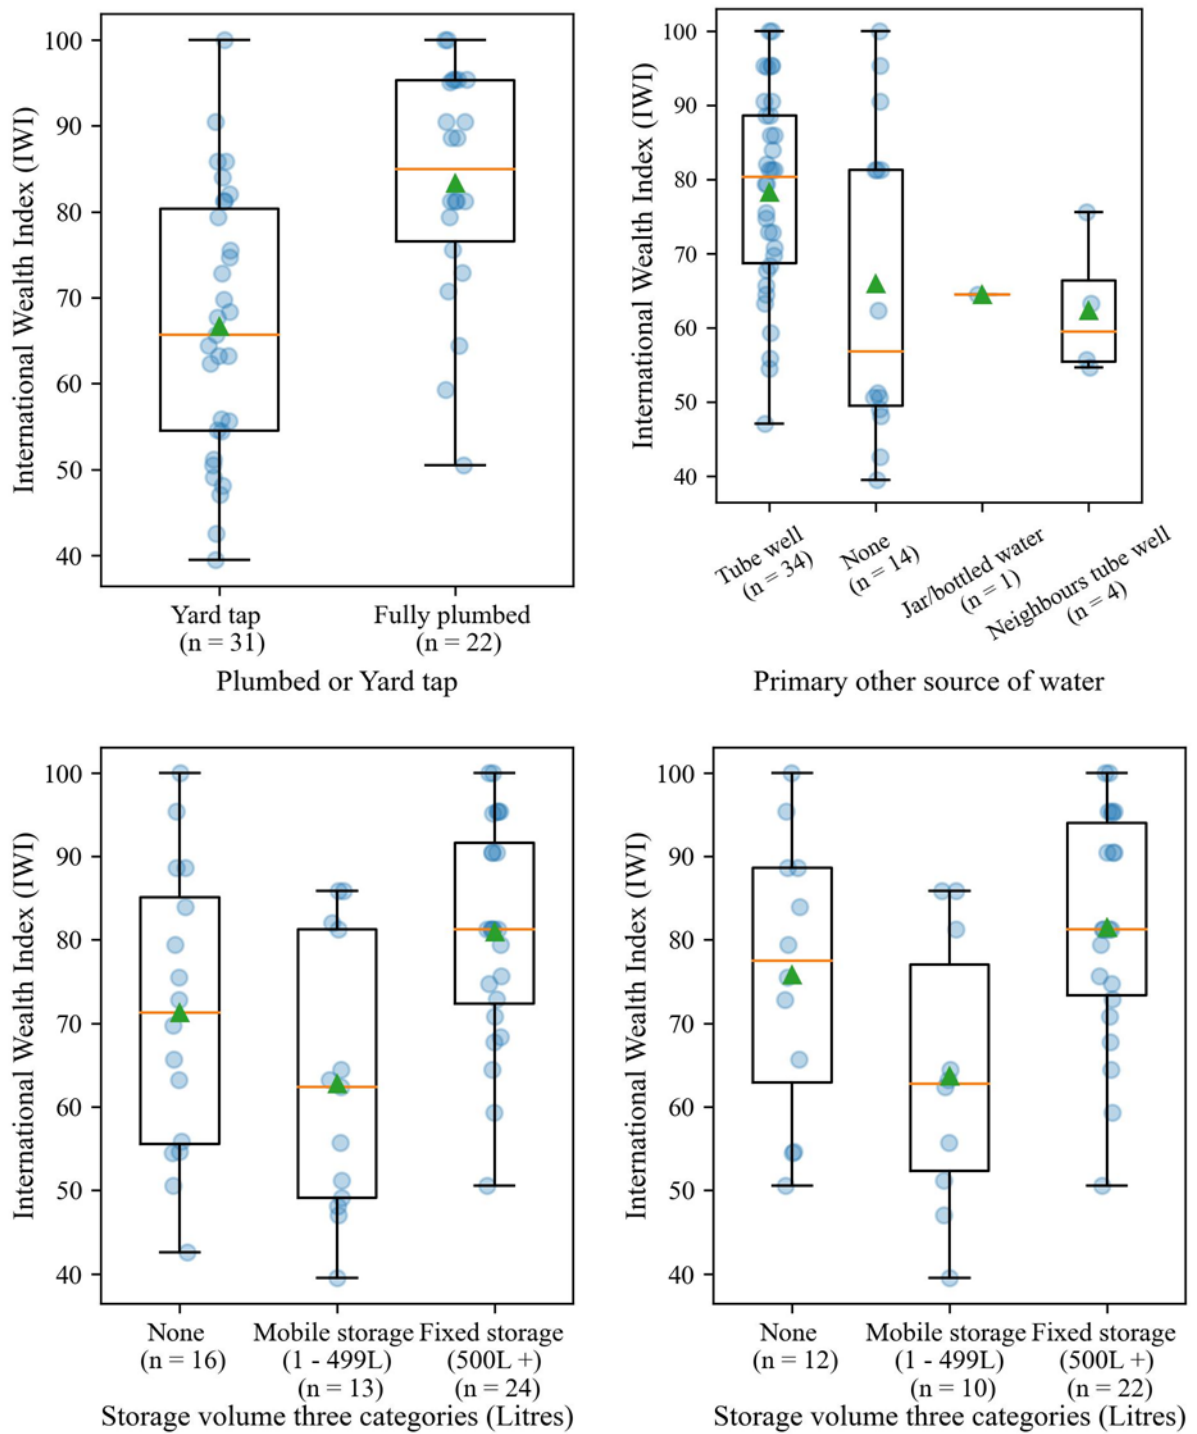 International Wealth Index (IWI)
100
90
80
70
60
50
40
Yard tap
(n = 31)
Fully plumbed
(n = 22)
Plumbed or Yard tap
International Wealth Index (IWI)
100
90
80
70
60
50
40
Tube well
(n = 34)
None
(n = 14)
Jar/bottled water
(n = 1)
Neighbours tube well
(n = 4)
Primary other source of water
International Wealth Index (IWI)
100
90
80
70
60
50
40
None
(n = 16)
Mobile storage
(1 - 499L)
(n = 13)
Fixed storage
(500L +)
(n = 24)
Storage volume three categories (Litres)
International Wealth Index (IWI)
100
90
80
70
60
50
40
None
(n = 12)
Mobile storage
(1 - 499L)
(n = 10)
Fixed storage
(500L +)
(n = 22)
Storage volume three categories (Litres)